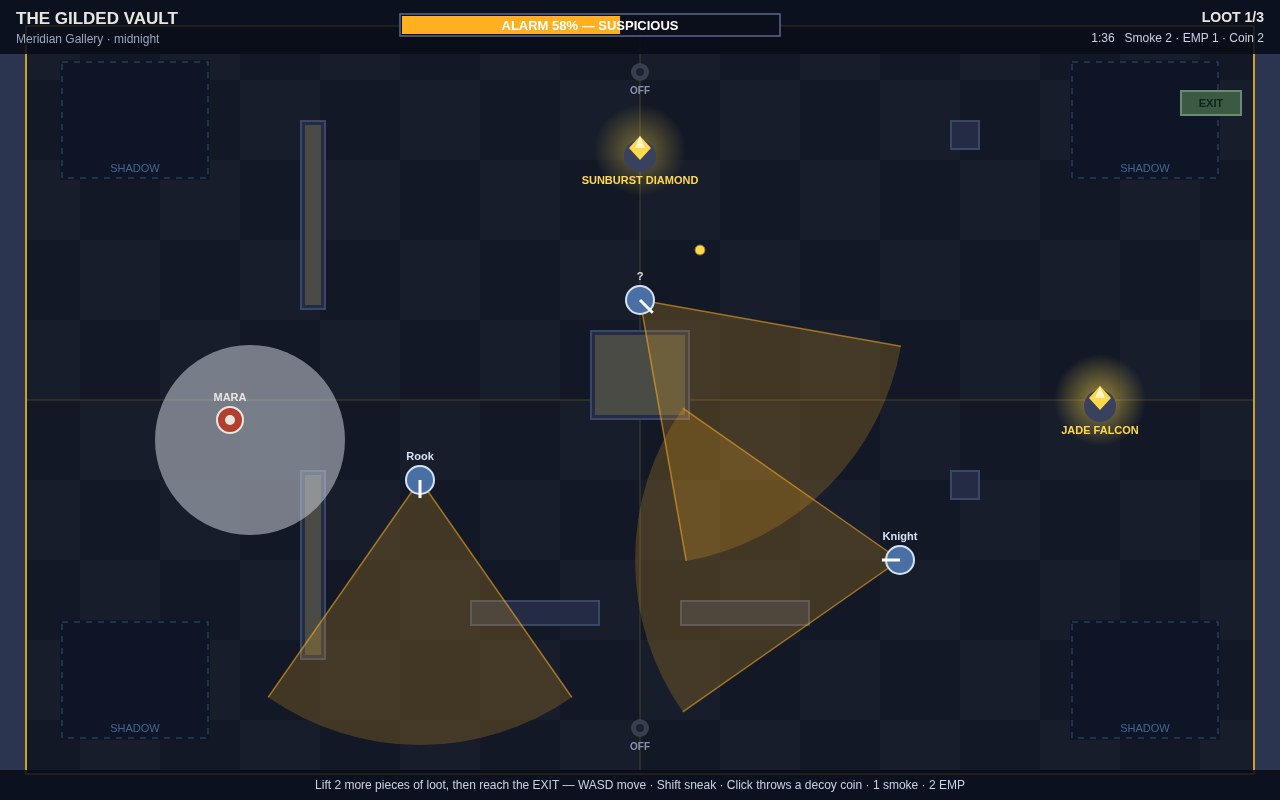 THE GILDED VAULT
Meridian Gallery · midnight
ALARM 58% — SUSPICIOUS
LOOT 1/3
1:36 Smoke 2 · EMP 1 · Coin 2
OFF
EXIT
SHADOW
SHADOW
SUNBURST DIAMOND
?
MARA
JADE FALCON
Rook
Knight
SHADOW
SHADOW
OFF
Lift 2 more pieces of loot, then reach the EXIT — WASD move · Shift sneak · Click throws a decoy coin · 1 smoke · 2 EMP